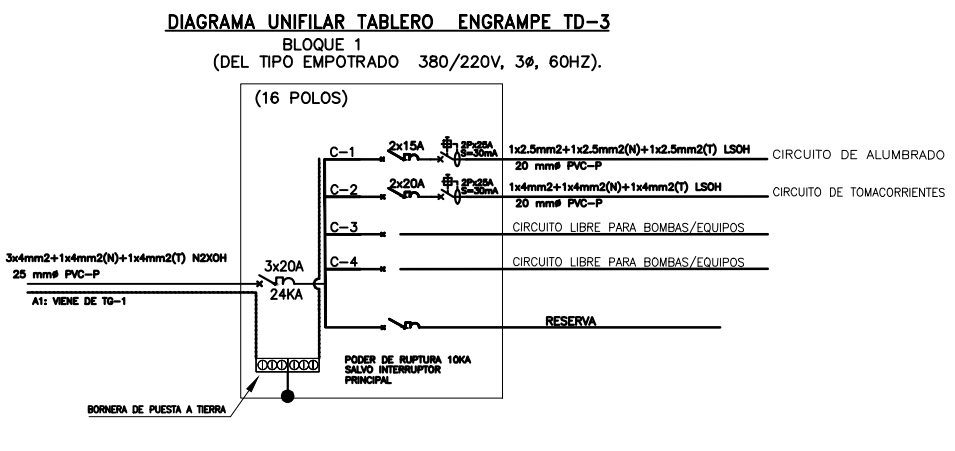 DIAGRAMA UNIFILAR TABLERO ENGRAMPE TD-3
BLOQUE 1
(DEL TIPO EMPOTRADO 380/220V, 3ø, 60HZ).
(16 POLOS)
C-1
2x15A
2Px25A
S=30mA
1x2.5mm2+1x2.5mm2(N)+1x2.5mm2(T) LSOH
20 mmø PVC-P
CIRCUITO DE ALUMBRADO
C-2
2x20A
2Px25A
S=30mA
1x4mm2+1x4mm2(N)+1x4mm2(T) LSOH
20 mmø PVC-P
CIRCUITO DE TOMACORRIENTES
C-3
CIRCUITO LIBRE PARA BOMBAS/EQUIPOS
C-4
CIRCUITO LIBRE PARA BOMBAS/EQUIPOS
3x4mm2+1x4mm2(N)+1x4mm2(T) N2XOH
25 mmø PVC-P
A1: VIENE DE TG-1
3x20A
24KA
RESERVA
PODER DE RUPTURA 10KA
SALVO INTERRUPTOR
PRINCIPAL
BORNERA DE PUESTA A TIERRA